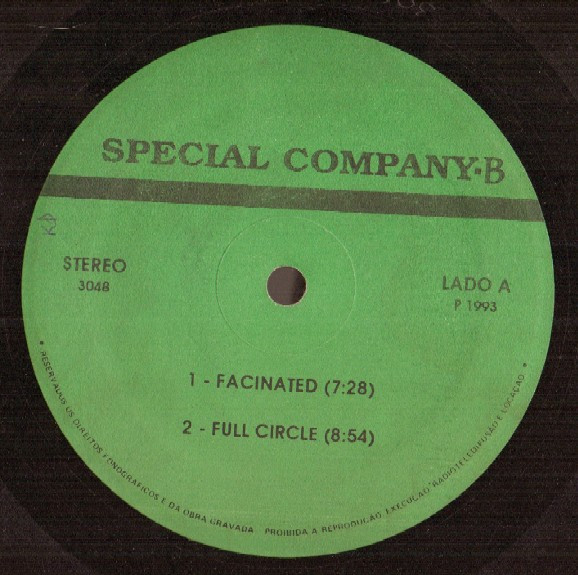 SPECIAL COMPANY-B
KD
STEREO
3048
LADO A
P 1993
1 - FACINATED (7:28)
2 - FULL CIRCLE (8:54)
OS DIREITOS FONOGRÁFICOS E DA OBRA GRAVADA PROIBIDA A REPRODUÇÃO, EXECUÇÃO, RADIOTELEDIFUSÃO E LOCAÇÃO